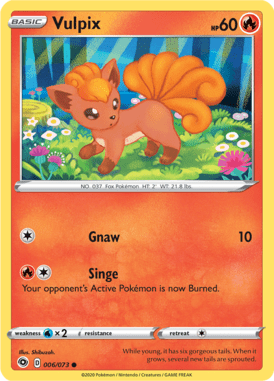 BASIC Vulpix HP60
NO. 037 Fox Pokémon HT: 2' WT: 21.8 lbs.
Gnaw 10
Singe
Your opponent's Active Pokémon is now Burned.
weakness ×2 resistance retreat
Illus. Shibuzoh.
D 006/073
While young, it has six gorgeous tails. When it
grows, several new tails are sprouted.
©2020 Pokémon / Nintendo / Creatures / GAME FREAK